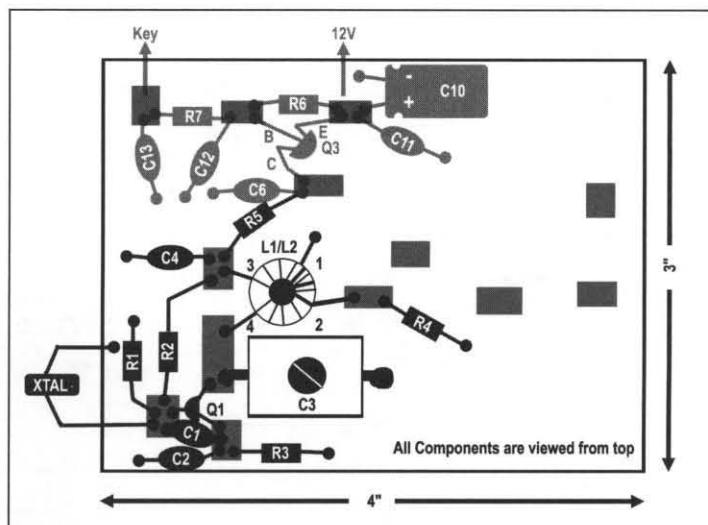 Key
12V
C10
-
+
R6
R7
B
E
Q3
C11
C13
C12
C
C6
R5
L1/L2
C4
3
1
4
2
R4
R1
R2
XTAL
Q1
C3
C1
C2
R3
All Components are viewed from top
3"
4"